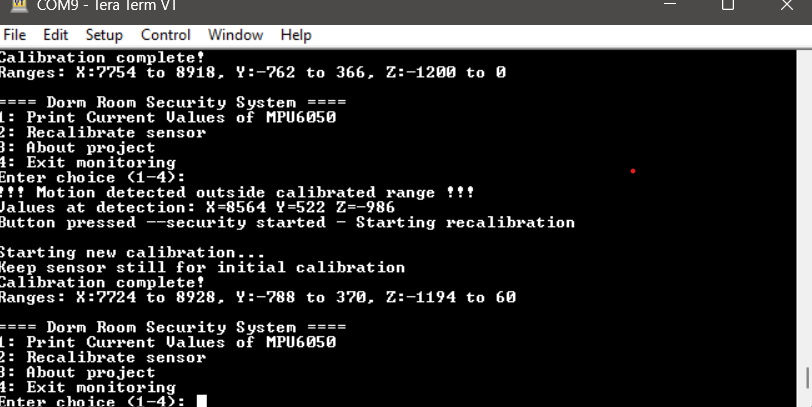 COM9 - Tera Term VT
File Edit Setup Control Window Help
Calibration complete!
Ranges: X:7754 to 8918, Y:-762 to 366, Z:-1200 to 0
==== Dorm Room Security System ====
1: Print Current Values of MPU6050
2: Recalibrate sensor
3: About project
4: Exit monitoring
Enter choice (1-4):
!!! Motion detected outside calibrated range !!!
Values at detection: X=8564 Y=522 Z=-986
Button pressed --security started - Starting recalibration
Starting new calibration...
Keep sensor still for initial calibration
Calibration complete!
Ranges: X:7724 to 8928, Y:-788 to 370, Z:-1194 to 60
==== Dorm Room Security System ====
1: Print Current Values of MPU6050
2: Recalibrate sensor
3: About project
4: Exit monitoring
Enter choice (1-4):